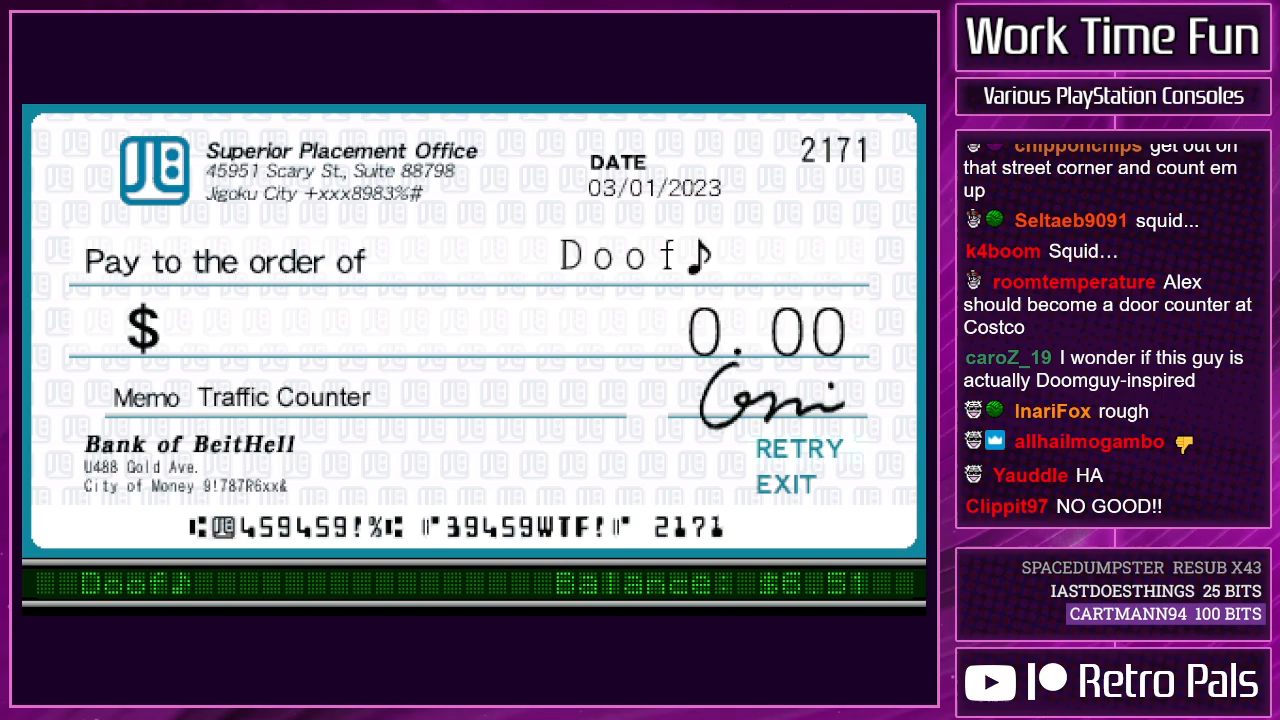 Superior Placement Office
45951 Scary St., Suite 88798
Jigoku City +xxx8983%#
DATE
03/01/2023
2171
Pay to the order of
Doof♪
$
0.00
Memo Traffic Counter
Bank of BeitHell
U488 Gold Ave.
City of Money 9!787R6xx&
RETRY
EXIT
459459!%
39459WTF!
2171
Doof♪
Balance: $6.51
Work Time Fun
Various PlayStation Consoles
chipponchips get out on
that street corner and count em
up
Seltaeb9091 squid...
k4boom Squid…
roomtemperature Alex
should become a door counter at
Costco
caroZ_19 I wonder if this guy is
actually Doomguy-inspired
InariFox rough
allhailmogambo 👎
Yauddle HA
Clippit97 NO GOOD!!
SPACEDUMPSTER RESUB X43
IASTDOESTHINGS 25 BITS
CARTMANN94 100 BITS
Retro Pals